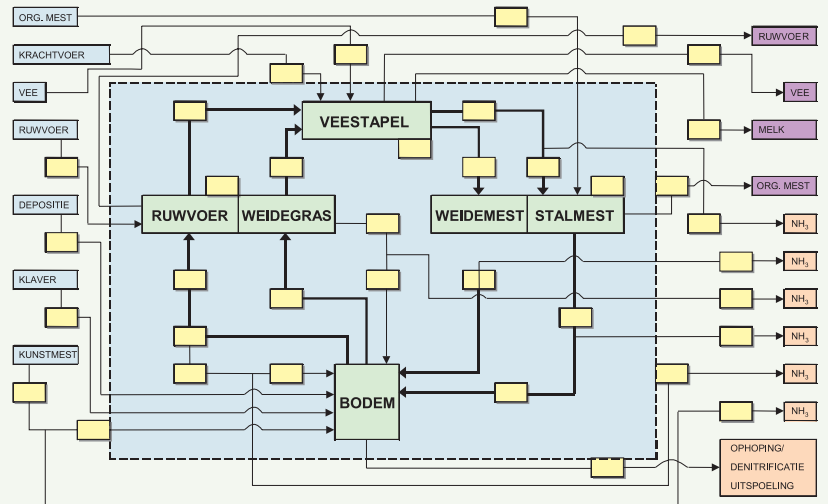 ORG. MEST
KRACHTVOER
VEE
RUWVOER
DEPOSITIE
KLAVER
KUNSTMEST
VEESTAPEL
RUWVOER
WEIDEGRAS
WEIDEMEST
STALMEST
BODEM
RUWVOER
VEE
MELK
ORG. MEST
NH₃
NH₃
NH₃
NH₃
NH₃
NH₃
OPHOPING/
DENITRIFICATIE
UITSPOELING